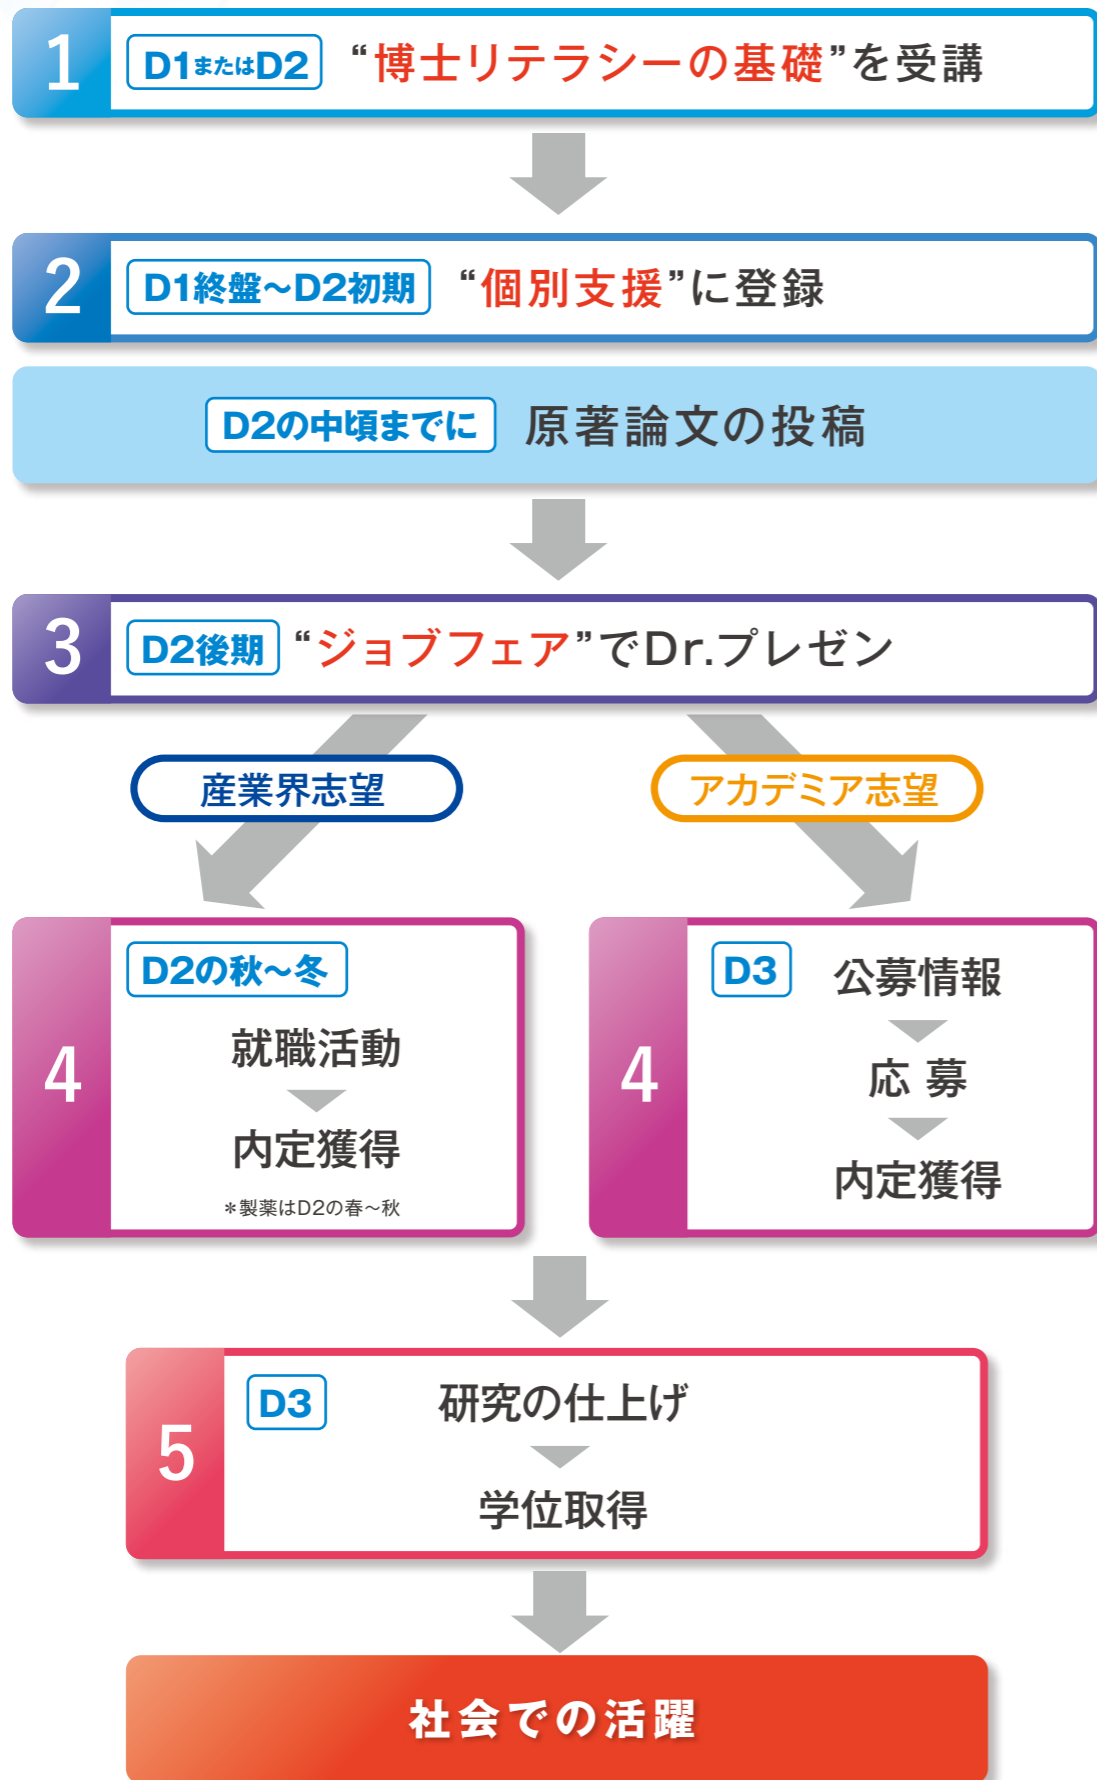 1 D1またはD2 “博士リテラシーの基礎”を受講
2 D1終盤～D2初期 “個別支援”に登録
D2の中頃までに 原著論文の投稿
3 D2後期 “ジョブフェア”でDr.プレゼン
産業界志望
アカデミア志望
4
D2の秋～冬
就職活動
内定獲得
*製薬はD2の春～秋
4
D3 公募情報
応 募
内定獲得
5
D3 研究の仕上げ
学位取得
社会での活躍